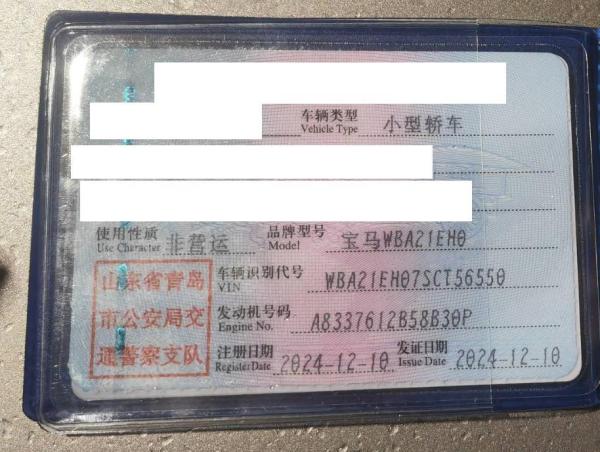 车辆类型 小型轿车
Vehicle Type
使用性质 非营运 品牌型号 宝马WBA21EH0
Use Character Model
山东省青岛 车辆识别代号 WBA21EH07SCT56550
VIN
市公安局交 发动机号码 A8337612B58B30P
Engine No.
通警察支队 注册日期 2024-12-10 发证日期 2024-12-10
Register Date Issue Date